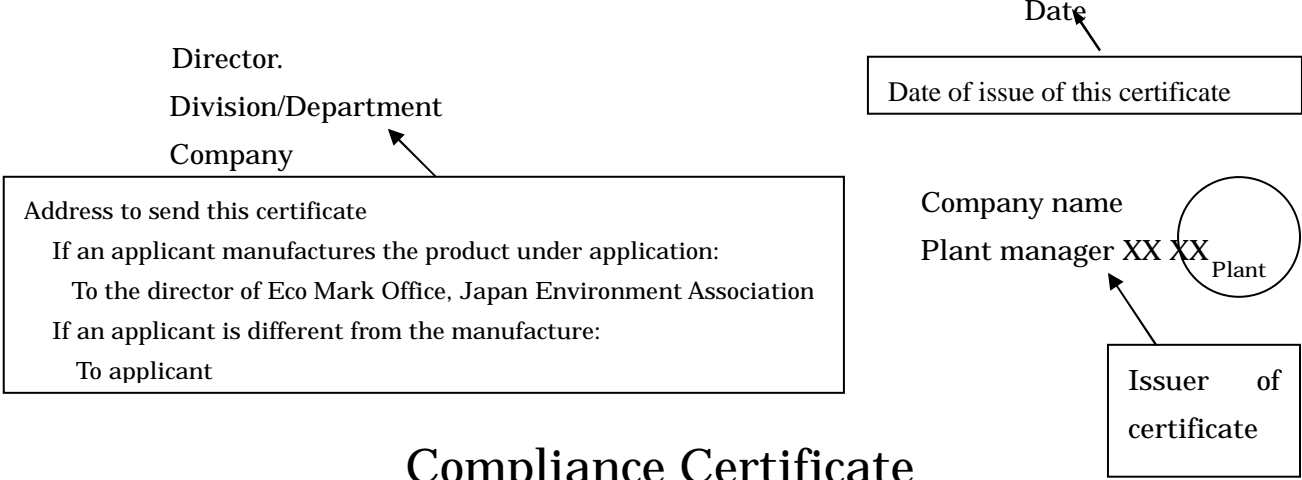 Date
Director.
Division/Department
Company
Date of issue of this certificate
Address to send this certificate
If an applicant manufactures the product under application:
To the director of Eco Mark Office, Japan Environment Association
If an applicant is different from the manufacture:
To applicant
Company name
Plant manager XX XX
Plant
Issuer of
certificate
Compliance Certificate